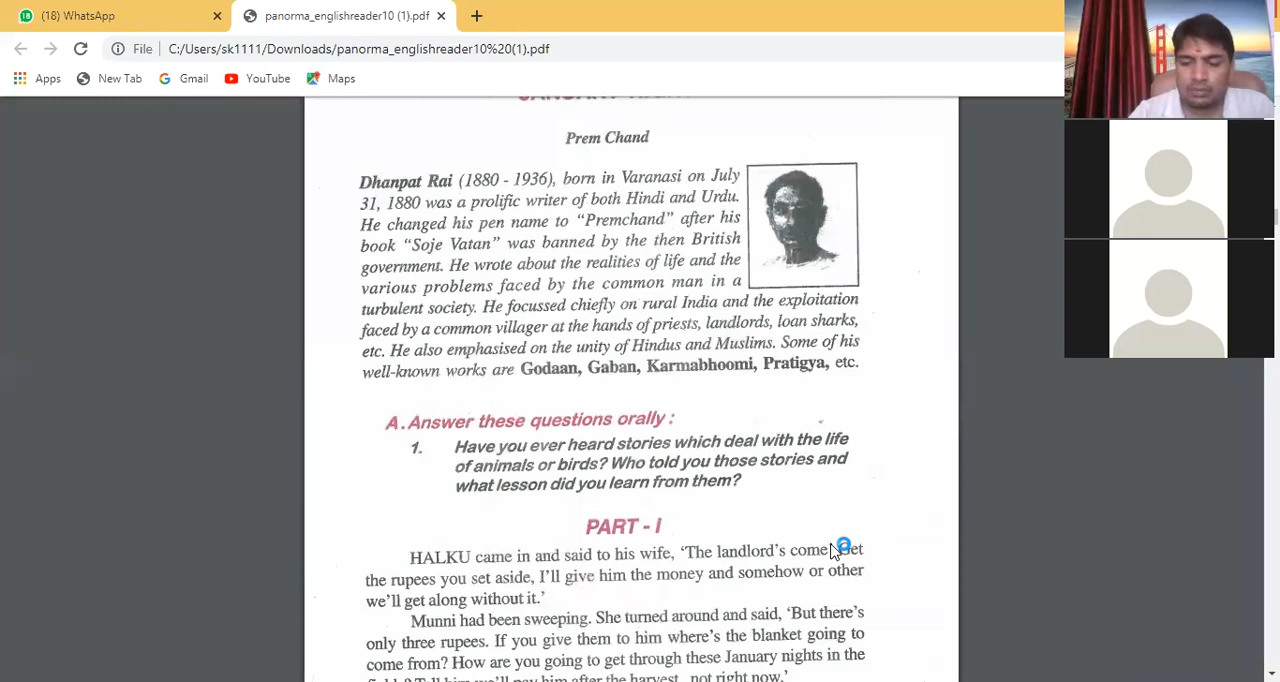 (18) WhatsApp
panorma_englishreader10 (1).pdf
File
C:/Users/sk1111/Downloads/panorma_englishreader10%20(1).pdf
Apps
New Tab
Gmail
YouTube
Maps
Prem Chand
Dhanpat Rai (1880 - 1936), born in Varanasi on July
31, 1880 was a prolific writer of both Hindi and Urdu.
He changed his pen name to “Premchand” after his
book “Soje Vatan” was banned by the then British
government. He wrote about the realities of life and the
various problems faced by the common man in a
turbulent society. He focussed chiefly on rural India and the exploitation
faced by a common villager at the hands of priests, landlords, loan sharks,
etc. He also emphasised on the unity of Hindus and Muslims. Some of his
well-known works are Godaan, Gaban, Karmabhoomi, Pratigya, etc.
A. Answer these questions orally :
1. Have you ever heard stories which deal with the life
of animals or birds? Who told you those stories and
what lesson did you learn from them?
PART - I
HALKU came in and said to his wife, ‘The landlord’s come
the rupees you set aside, I’ll give him the money and somehow or other
we’ll get along without it.’
Munni had been sweeping. She turned around and said, ‘But there’s
only three rupees. If you give them to him where’s the blanket going to
come from? How are you going to get through these January nights in the
we’ll pay him after the harvest, not right now.’